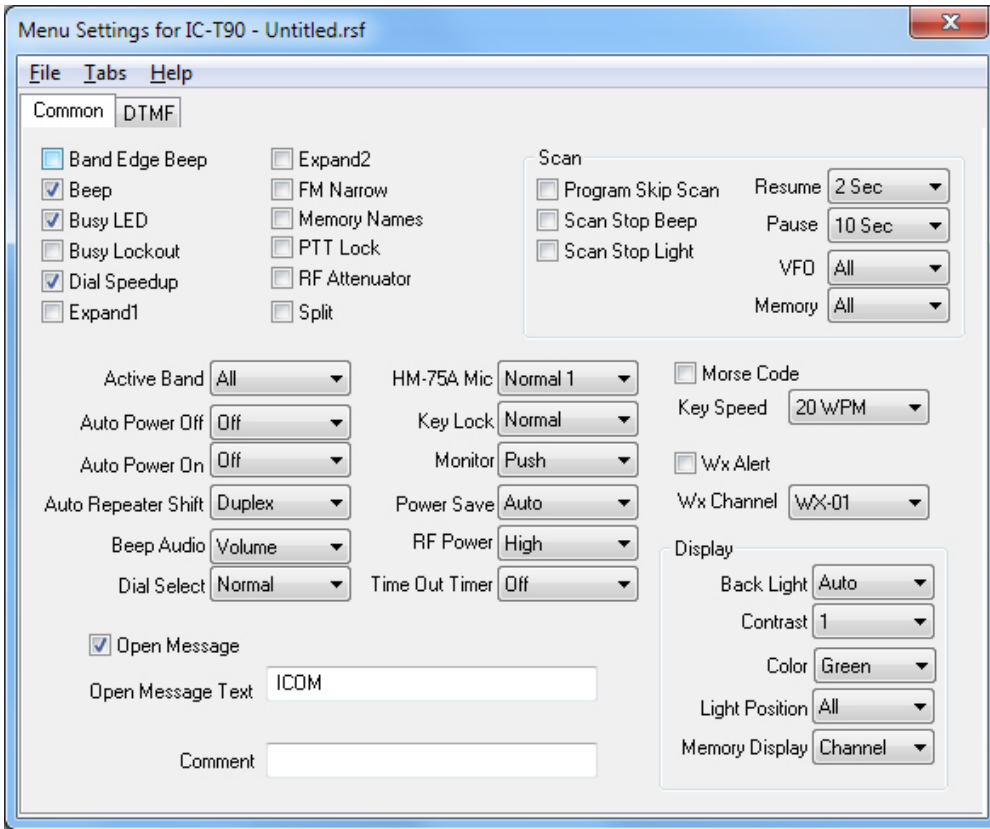 Menu Settings for IC-T90 - Untitled.rsf
x
File Tabs Help
Common DTMF
Band Edge Beep
Beep
Busy LED
Busy Lockout
Dial Speedup
Expand1
Expand2
FM Narrow
Memory Names
PTT Lock
RF Attenuator
Split
Scan
Program Skip Scan
Scan Stop Beep
Scan Stop Light
Resume 2 Sec
Pause 10 Sec
VFO All
Memory All
Active Band All
Auto Power Off Off
Auto Power On Off
Auto Repeater Shift Duplex
Beep Audio Volume
Dial Select Normal
HM-75A Mic Normal 1
Key Lock Normal
Monitor Push
Power Save Auto
RF Power High
Time Out Timer Off
Morse Code
Key Speed 20 WPM
Wx Alert
Wx Channel WX-01
Display
Back Light Auto
Contrast 1
Color Green
Light Position All
Memory Display Channel
Open Message
Open Message Text ICOM
Comment